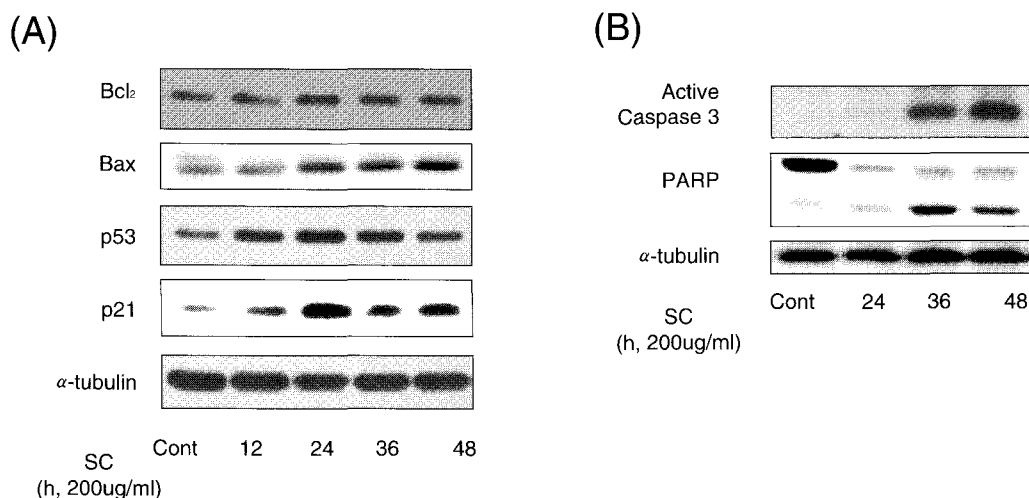 (A)
Bcl₂
Bax
p53
p21
α-tubulin
Cont 12 24 36 48
SC
(h, 200ug/ml)
(B)
Active
Caspase 3
PARP
α-tubulin
Cont 24 36 48
SC
(h, 200ug/ml)